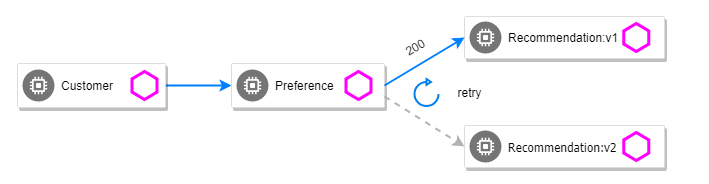 Customer
Preference
200
Recommendation:v1
retry
Recommendation:v2